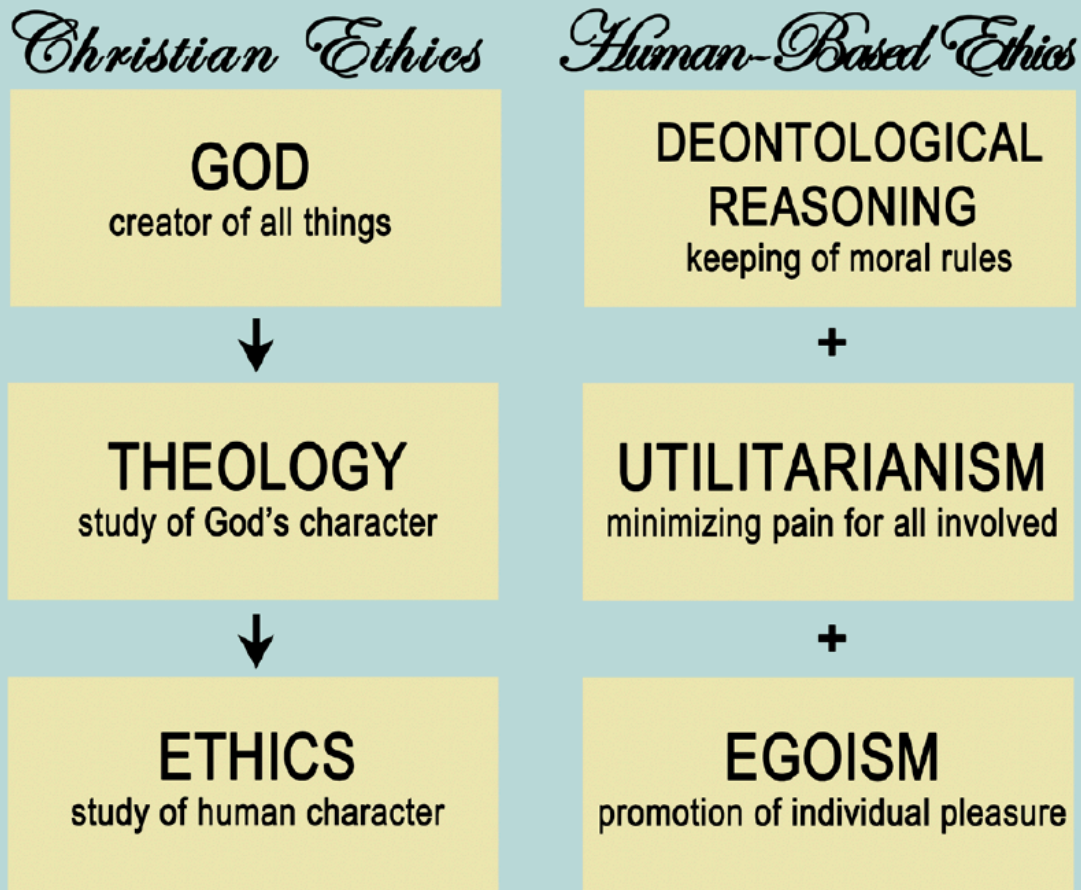 Christian Ethics
GOD
creator of all things
THEOLOGY
study of God's character
ETHICS
study of human character
Human-Based Ethics
DEONTOLOGICAL
REASONING
keeping of moral rules
+
UTILITARIANISM
minimizing pain for all involved
+
EGOISM
promotion of individual pleasure